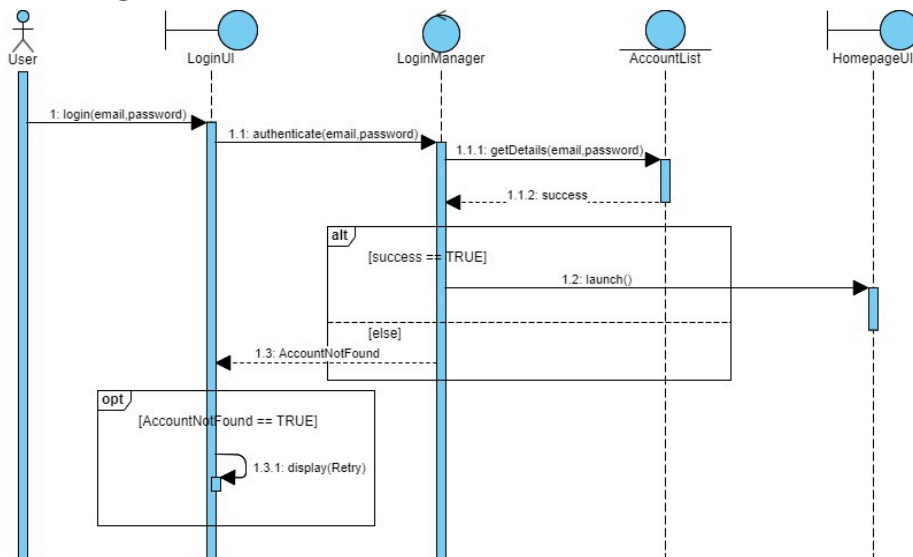 User
LoginUI
LoginManager
AccountList
HomepageUI
1: login(email,password)
1.1: authenticate(email,password)
1.1.1: getDetails(email,password)
1.1.2: success
alt
[success == TRUE]
1.2: launch()
[else]
1.3: AccountNotFound
opt
[AccountNotFound == TRUE]
1.3.1: display(Retry)